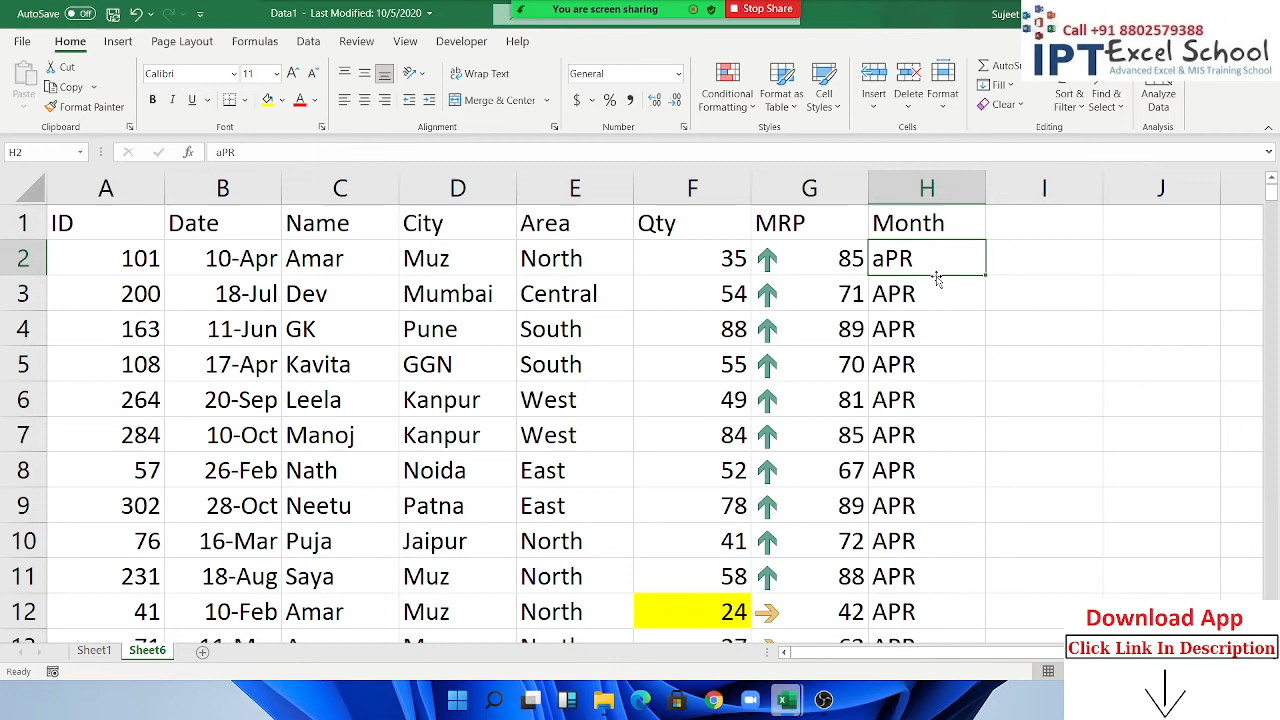 AutoSave Off Data1 - Last Modified: 10/5/2020 You are screen sharing Stop Share Sujeet
Call +91 8802579388
IPT Excel School
Advanced Excel & MIS Training School
File Home Insert Page Layout Formulas Data View Developer Help
Cut
Copy
Format Painter
Paste
Calibri 11
B I U
Wrap Text
Merge & Center
General
Conditional Formatting
Format as Table
Cell Styles
Insert Delete Format
AutoS
Fill
Clear
Sort & Filter
Find & Select
Analyze Data
Clipboard Font Alignment Number Styles Cells Editing Analysis
H2 fx aPR
A B C D E F G H I J
1 ID Date Name City Area Qty MRP Month
2 101 10-Apr Amar Muz North 35 85 aPR
3 200 18-Jul Dev Mumbai Central 54 71 APR
4 163 11-Jun GK Pune South 88 89 APR
5 108 17-Apr Kavita GGN South 55 70 APR
6 264 20-Sep Leela Kanpur West 49 81 APR
7 284 10-Oct Manoj Kanpur West 84 85 APR
8 57 26-Feb Nath Noida East 52 67 APR
9 302 28-Oct Neetu Patna East 78 89 APR
10 76 16-Mar Puja Jaipur North 41 72 APR
11 231 18-Aug Saya Muz North 58 88 APR
12 41 10-Feb Amar Muz North 24 42 APR
Sheet1 Sheet6
Ready
Download App
Click Link In Description